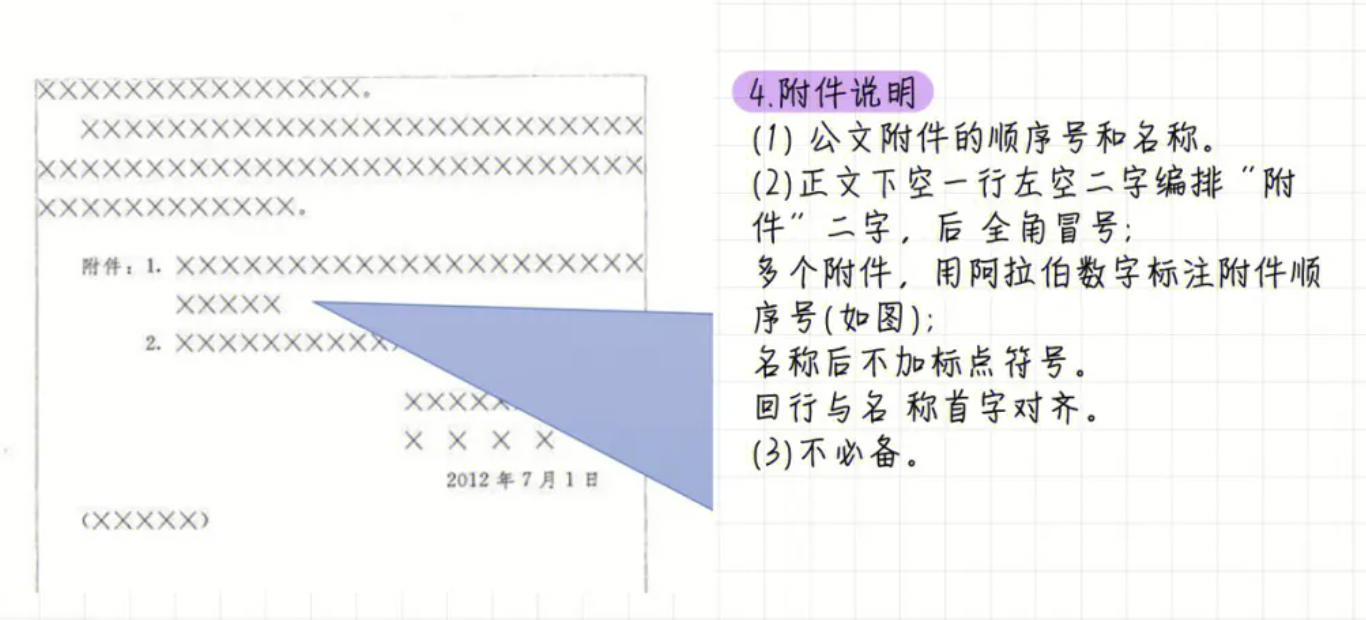 ×××××××××××××××。
××××××××××××××××××××××××××
××××××××××××××××××××××××××××
××××××××××××。
附件：1. ×××××××××××××××××××××
×××××
2. ××××××××××
×××××
× × × ×
2012年7月1日
（×××××）
4.附件说明
(1) 公文附件的顺序号和名称。
(2)正文下空一行左空二字编排“附
件”二字，后 全角冒号;
多个附件，用阿拉伯数字标注附件顺
序号(如图);
名称后不加标点符号。
回行与名 称首字对齐。
(3)不必备。